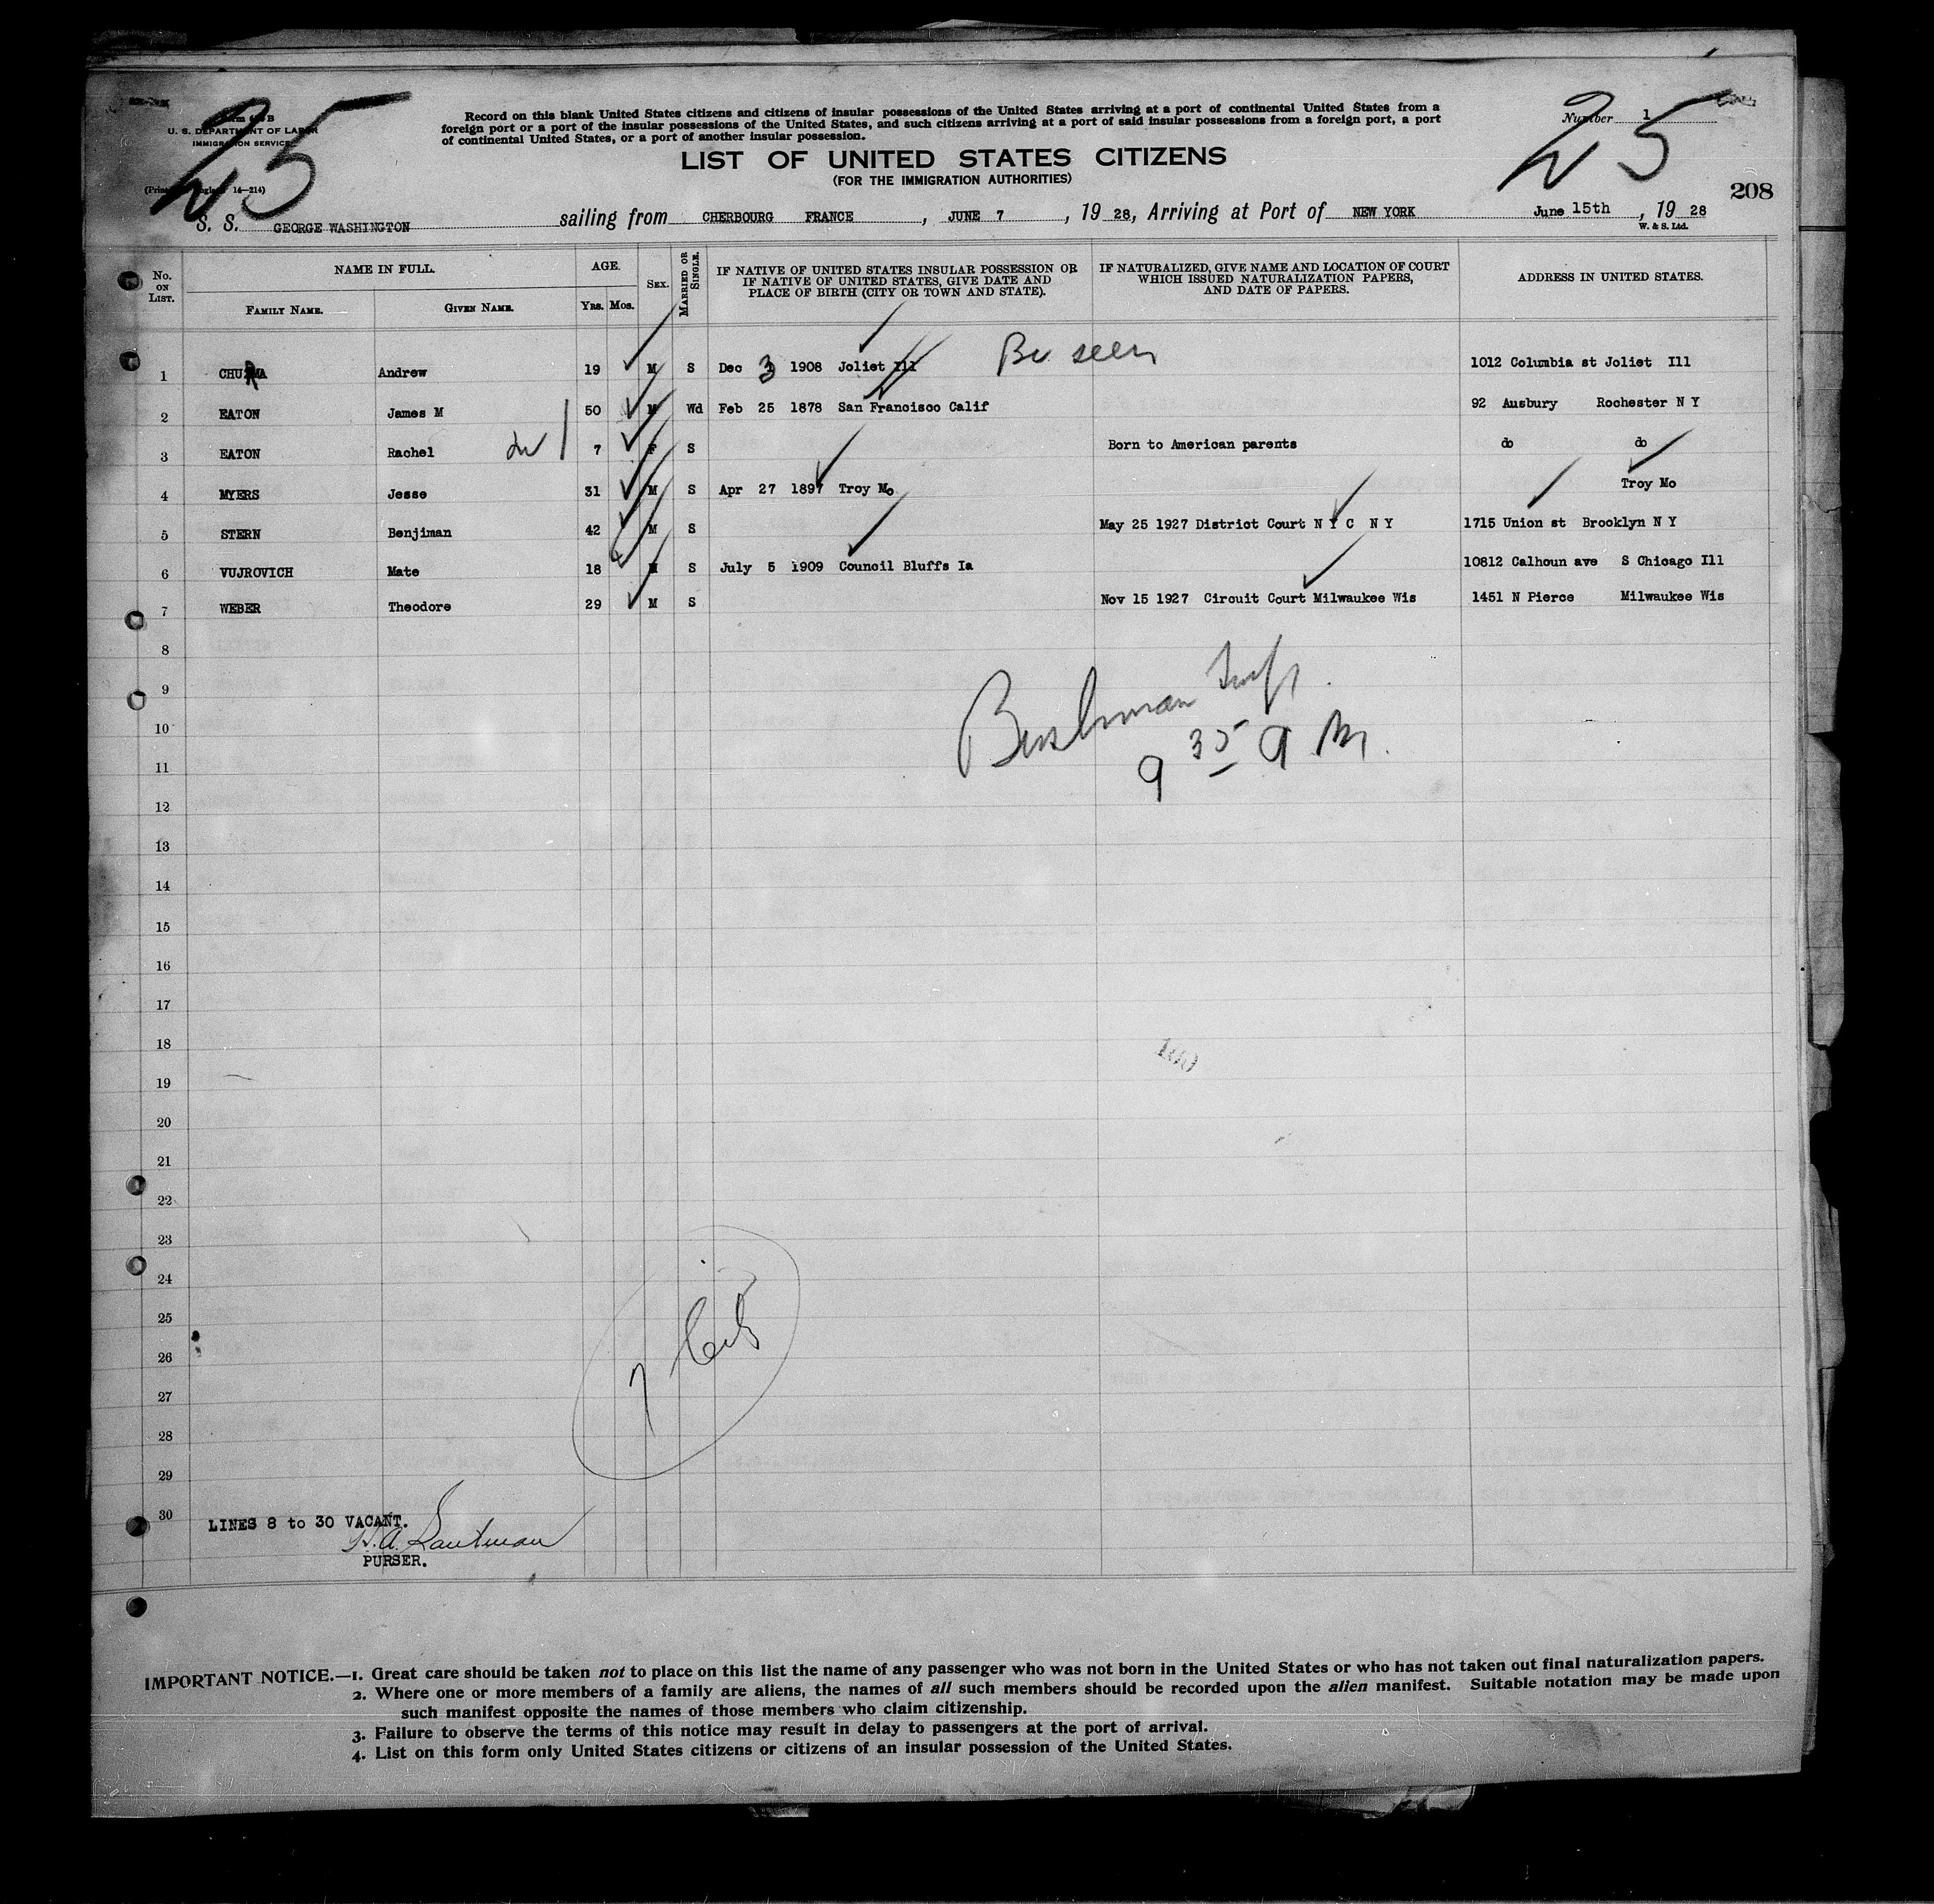 25
25
U. S. DEPARTMENT OF LABOR
IMMIGRATION SERVICE
14—214)
Record on this blank United States citizens and citizens of insular possessions of the United States arriving at a port of continental United States from a
foreign port or a port of the insular possessions of the United States, and such citizens arriving at a port of said insular possessions from a foreign port, a port
of continental United States, or a port of another insular possession.
Number 1
LIST OF UNITED STATES CITIZENS
(FOR THE IMMIGRATION AUTHORITIES)
208
S. S. GEORGE WASHINGTON sailing from CHERBOURG FRANCE, JUNE 7, 19 28, Arriving at Port of NEW YORK June 15th, 19 28
W. & S. Ltd.
No. ON LIST. NAME IN FULL. AGE. SEX. MARRIED OR SINGLE. IF NATIVE OF UNITED STATES INSULAR POSSESSION OR IF NATIVE OF UNITED STATES, GIVE DATE AND PLACE OF BIRTH (CITY OR TOWN AND STATE). IF NATURALIZED, GIVE NAME AND LOCATION OF COURT WHICH ISSUED NATURALIZATION PAPERS, AND DATE OF PAPERS. ADDRESS IN UNITED STATES.
FAMILY NAME. GIVEN NAME. Yrs. Mos.
1 CHURMA Andrew 19 M S Dec 3 1908 Joliet Ill 1012 Columbia st Joliet Ill
2 EATON James M 50 M Wd Feb 25 1878 San Francisco Calif 92 Ausbury Rochester N Y
3 EATON Rachel 7 F S Born to American parents do do
4 MYERS Jesse 31 M S Apr 27 1897 Troy Mo Troy Mo
5 STERN Benjiman 42 M S May 25 1927 District Court N Y C N Y 1715 Union st Brooklyn N Y
6 VUJROVICH Mate 18 M S July 5 1909 Council Bluffs Ia 10812 Calhoun ave S Chicago Ill
7 WEBER Theodore 29 M S Nov 15 1927 Circuit Court Milwaukee Wis 1451 N Pierce Milwaukee Wis
8
9
10
9 35 A M.
11
12
13
14
15
16
17
18
19
20
21
22
23
24
25
26
27
28
29
30
LINES 8 to 30 VACANT.
PURSER.
IMPORTANT NOTICE.—1. Great care should be taken not to place on this list the name of any passenger who was not born in the United States or who has not taken out final naturalization papers.
2. Where one or more members of a family are aliens, the names of all such members should be recorded upon the alien manifest. Suitable notation may be made upon
such manifest opposite the names of those members who claim citizenship.
3. Failure to observe the terms of this notice may result in delay to passengers at the port of arrival.
4. List on this form only United States citizens or citizens of an insular possession of the United States.